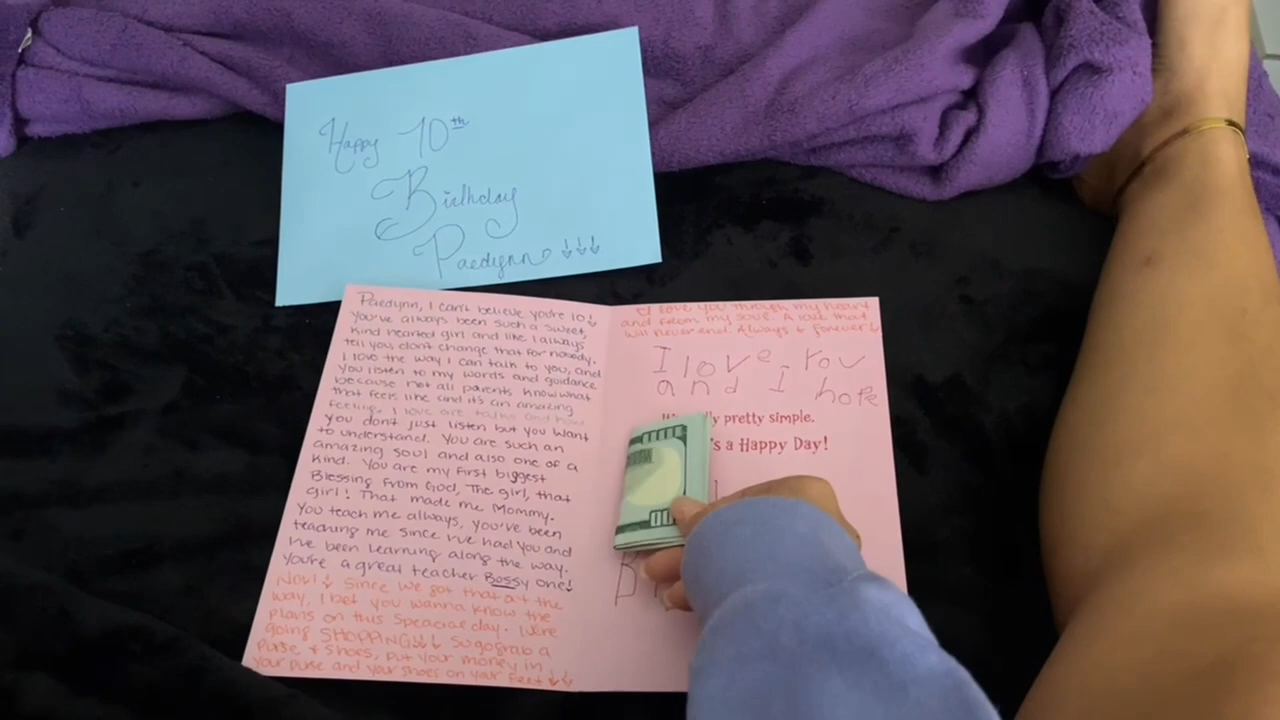 Happy 10th
Birthday
Paedynn
Paedynn, I can't believe you're 10!
You've always been such a sweet,
kind hearted girl and like I always
tell you, don't change that for nobody.
I love the way I can talk to you, and
you listen to my words and guidance
because not all parents know what
that feels like and it's an amazing
feeling. I love are talks and how
you don't just listen but you want
to understand. You are such an
amazing soul and also one of a
kind. You are my first biggest
Blessing from God, The girl, that
girl! That made me Mommy.
You teach me always, you've been
teaching me since I've had you and
I've been learning along the way.
You're a great teacher Bossy one!
Now! Since we got that out the
way, I bet you wanna know the
plans on this special day. We're
going SHOPPING!! So go grab a
purse + shoes, put your money in
your purse and your shoes on your feet!!
I love you through my heart
and from my soul. A love that
will never end. Always & Forever!
I love You
and I hope
pretty simple.
's a Happy Day!